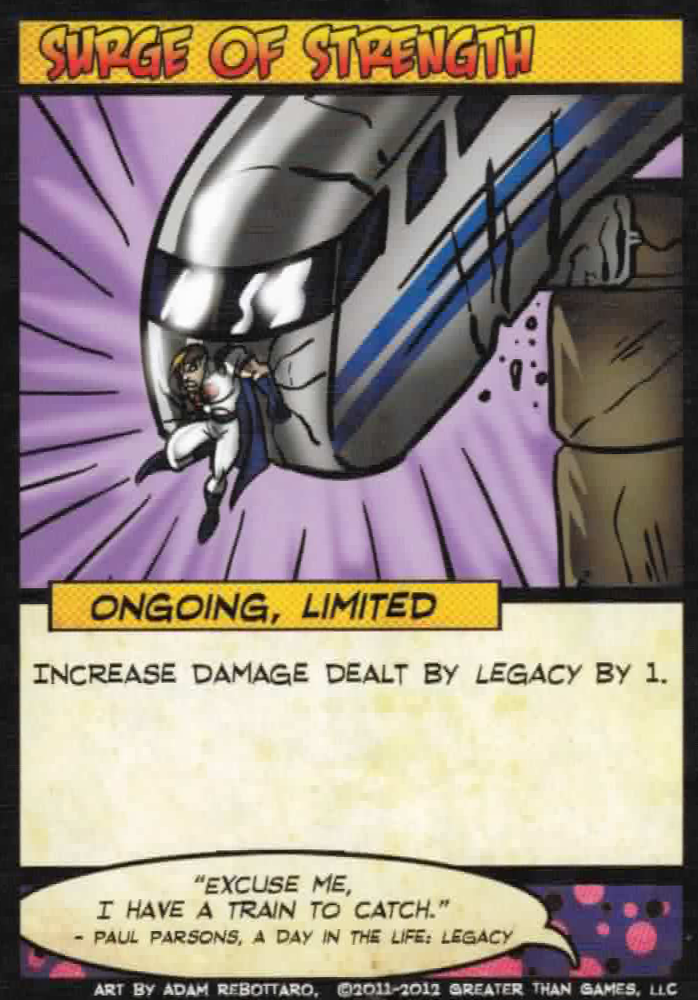 SURGE OF STRENGTH
ONGOING, LIMITED
INCREASE DAMAGE DEALT BY LEGACY BY 1.
"EXCUSE ME,
I HAVE A TRAIN TO CATCH."
- PAUL PARSONS, A DAY IN THE LIFE: LEGACY
ART BY ADAM REBOTTARO, ©2011-2012 GREATER THAN GAMES, LLC